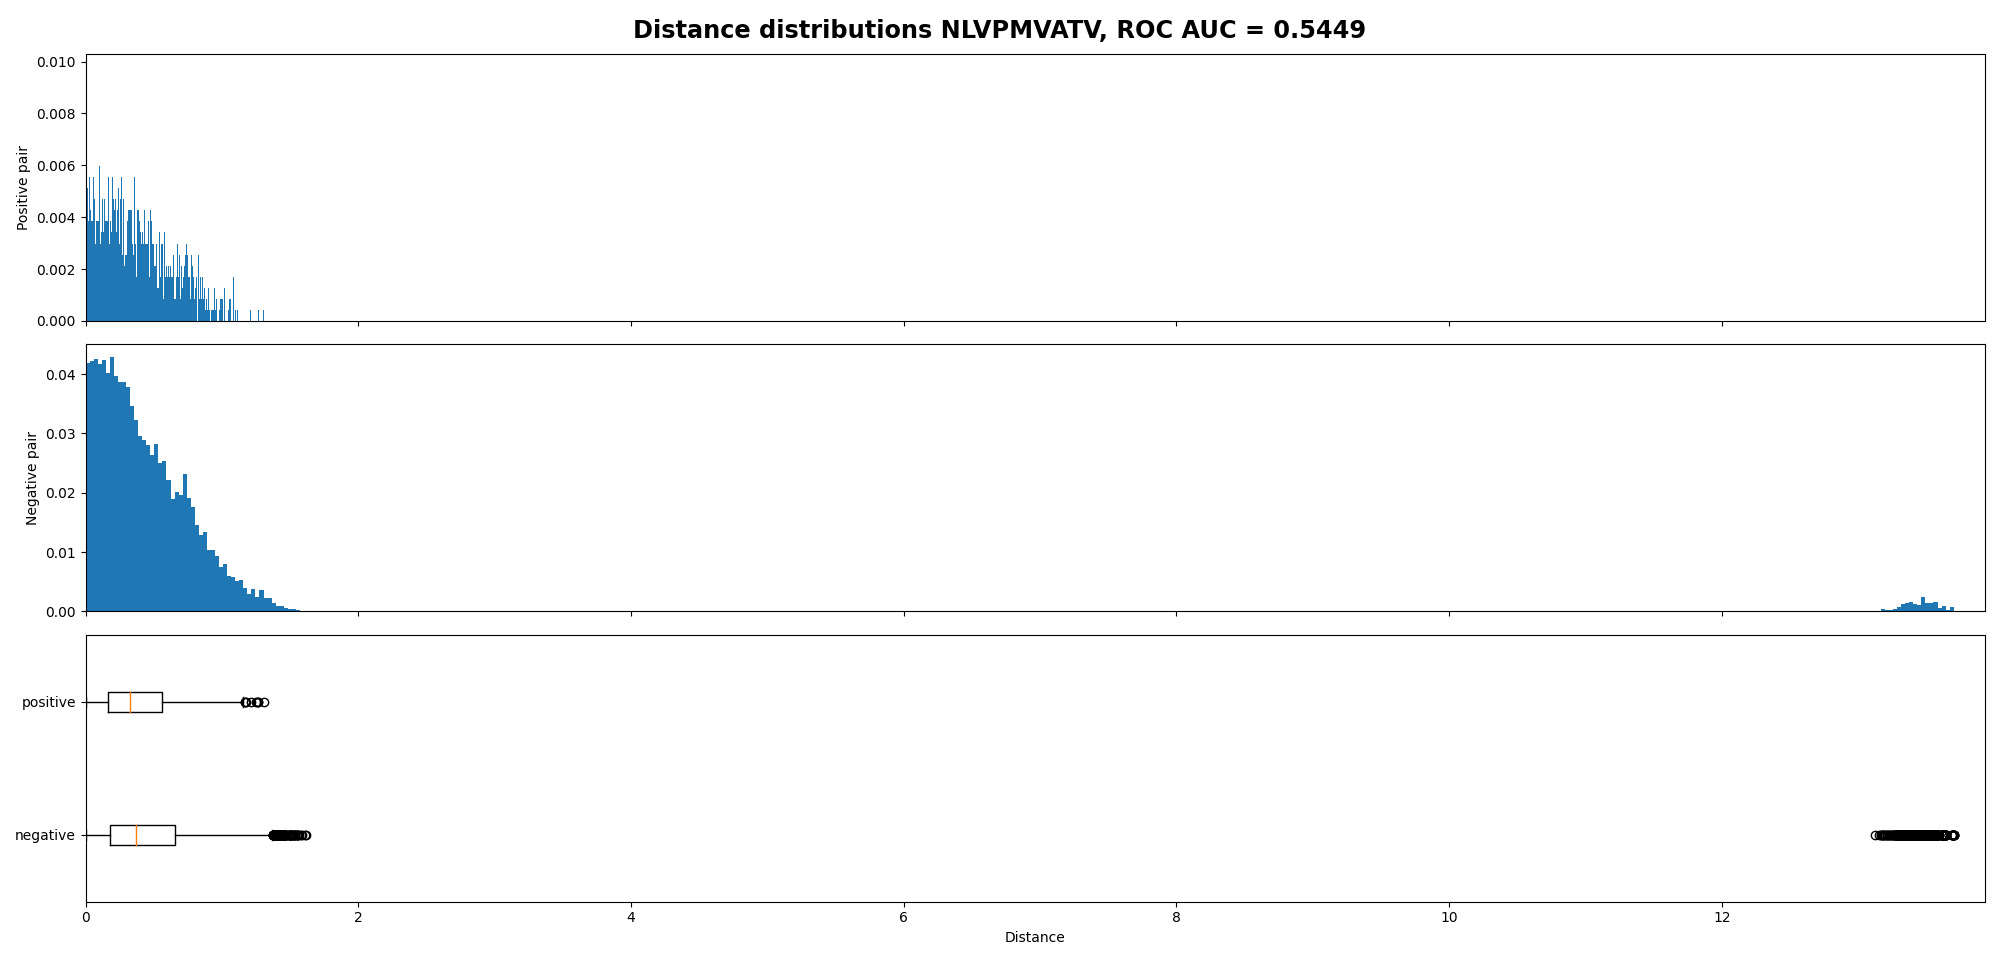 Distance distributions NLVPMVATV, ROC AUC = 0.5449
0.010
0.008
0.006
0.004
0.002
0.000
Positive pair
0.04
0.03
0.02
0.01
0.00
Negative pair
positive
negative
0 2 4 6 8 10 12
Distance